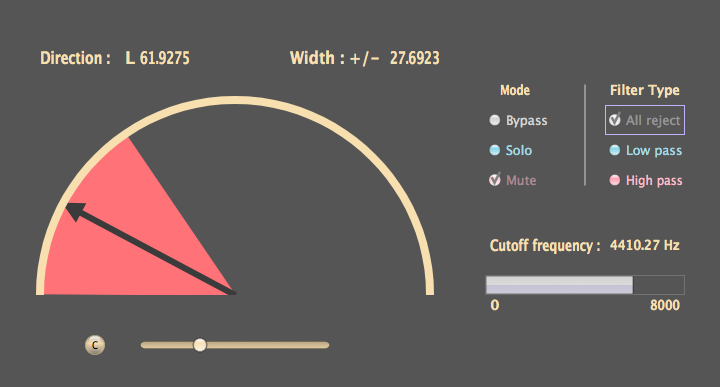 Direction : L 61.9275
Width : +/- 27.6923
Mode
Filter Type
Bypass
All reject
Solo
Low pass
Mute
High pass
Cutoff frequency : 4410.27 Hz
0
8000
C